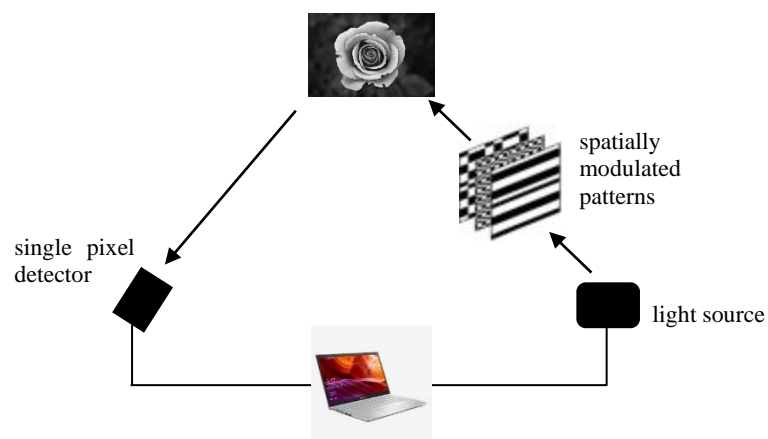 spatially
modulated
patterns
single pixel
detector
light source